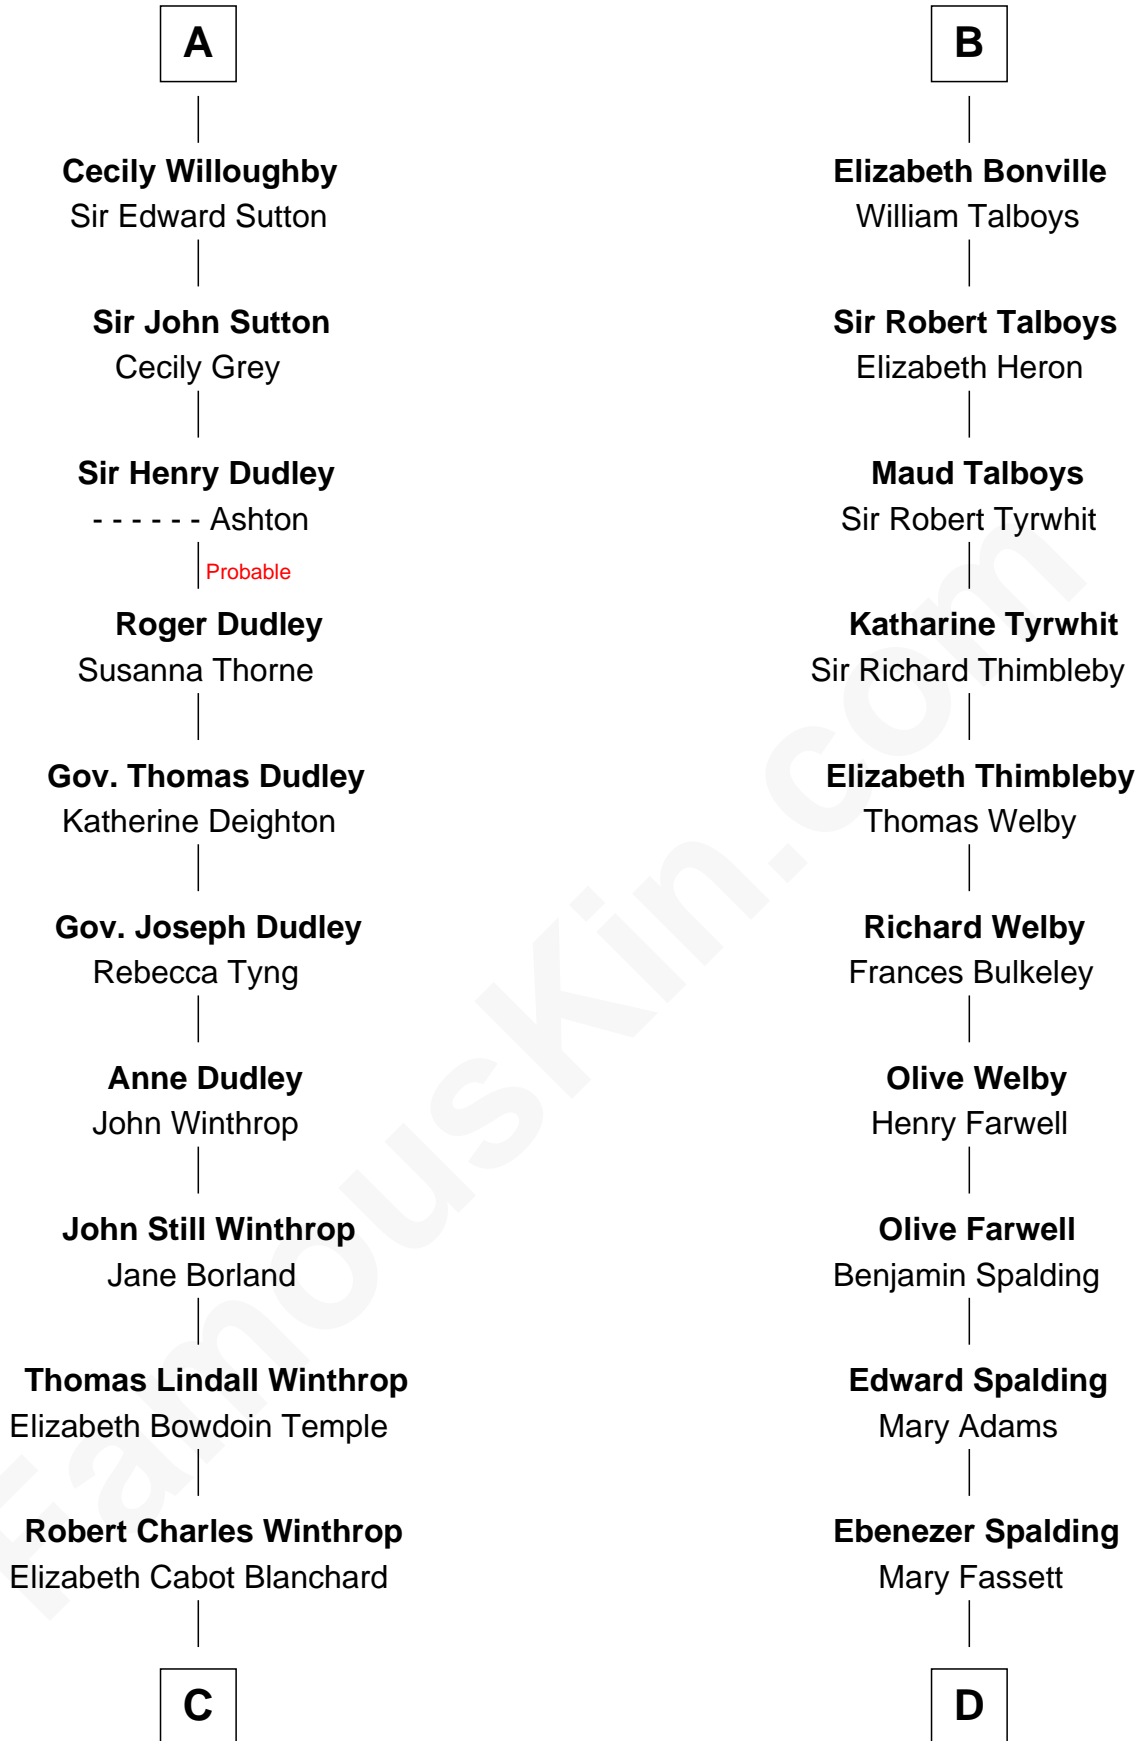 A
Cecily Willoughby
Sir Edward Sutton
Sir John Sutton
Cecily Grey
Sir Henry Dudley
- - - - - - Ashton
Probable
Roger Dudley
Susanna Thorne
Gov. Thomas Dudley
Katherine Deighton
Gov. Joseph Dudley
Rebecca Tyng
Anne Dudley
John Winthrop
John Still Winthrop
Jane Borland
Thomas Lindall Winthrop
Elizabeth Bowdoin Temple
Robert Charles Winthrop
Elizabeth Cabot Blanchard
C
B
Elizabeth Bonville
William Talboys
Sir Robert Talboys
Elizabeth Heron
Maud Talboys
Sir Robert Tyrwhit
Katharine Tyrwhit
Sir Richard Thimbleby
Elizabeth Thimbleby
Thomas Welby
Richard Welby
Frances Bulkeley
Olive Welby
Henry Farwell
Olive Farwell
Benjamin Spalding
Edward Spalding
Mary Adams
Ebenezer Spalding
Mary Fassett
D
FamousKin.com